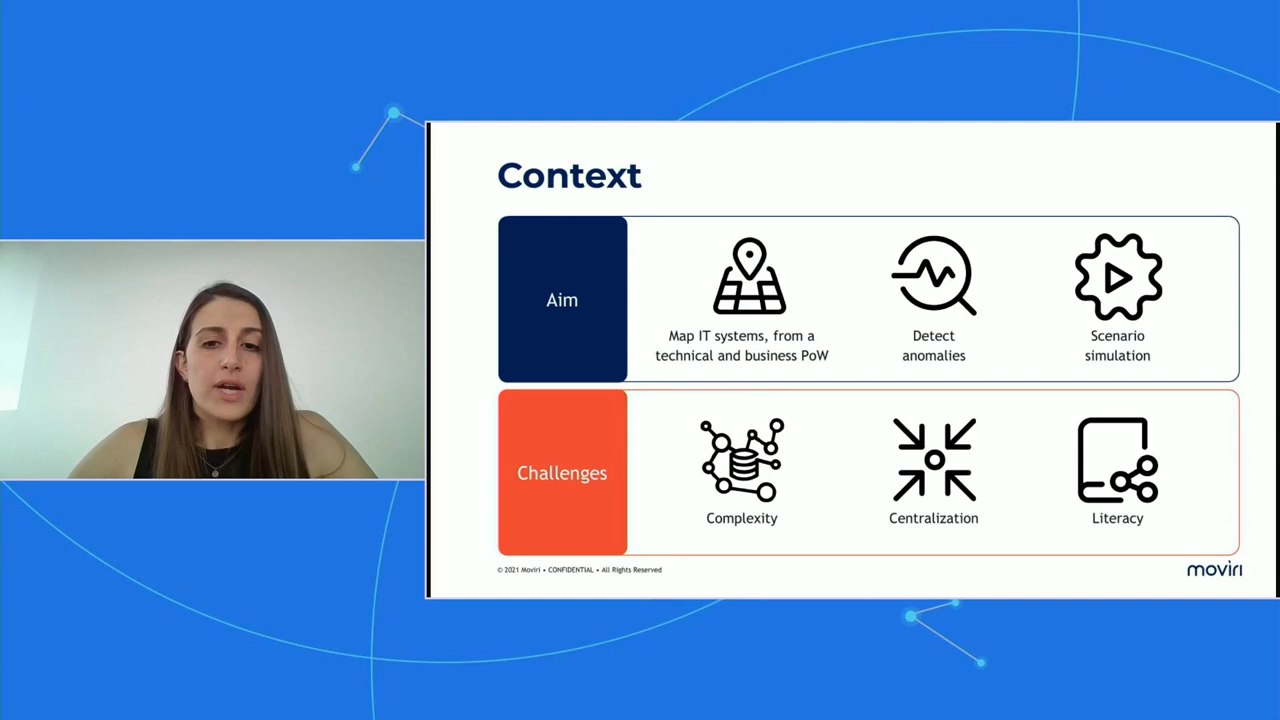 Context
Aim
Map IT systems, from a
technical and business PoW
Detect
anomalies
Scenario
simulation
Challenges
Complexity
Centralization
Literacy
© 2021 Moviri • CONFIDENTIAL • All Rights Reserved
moviri